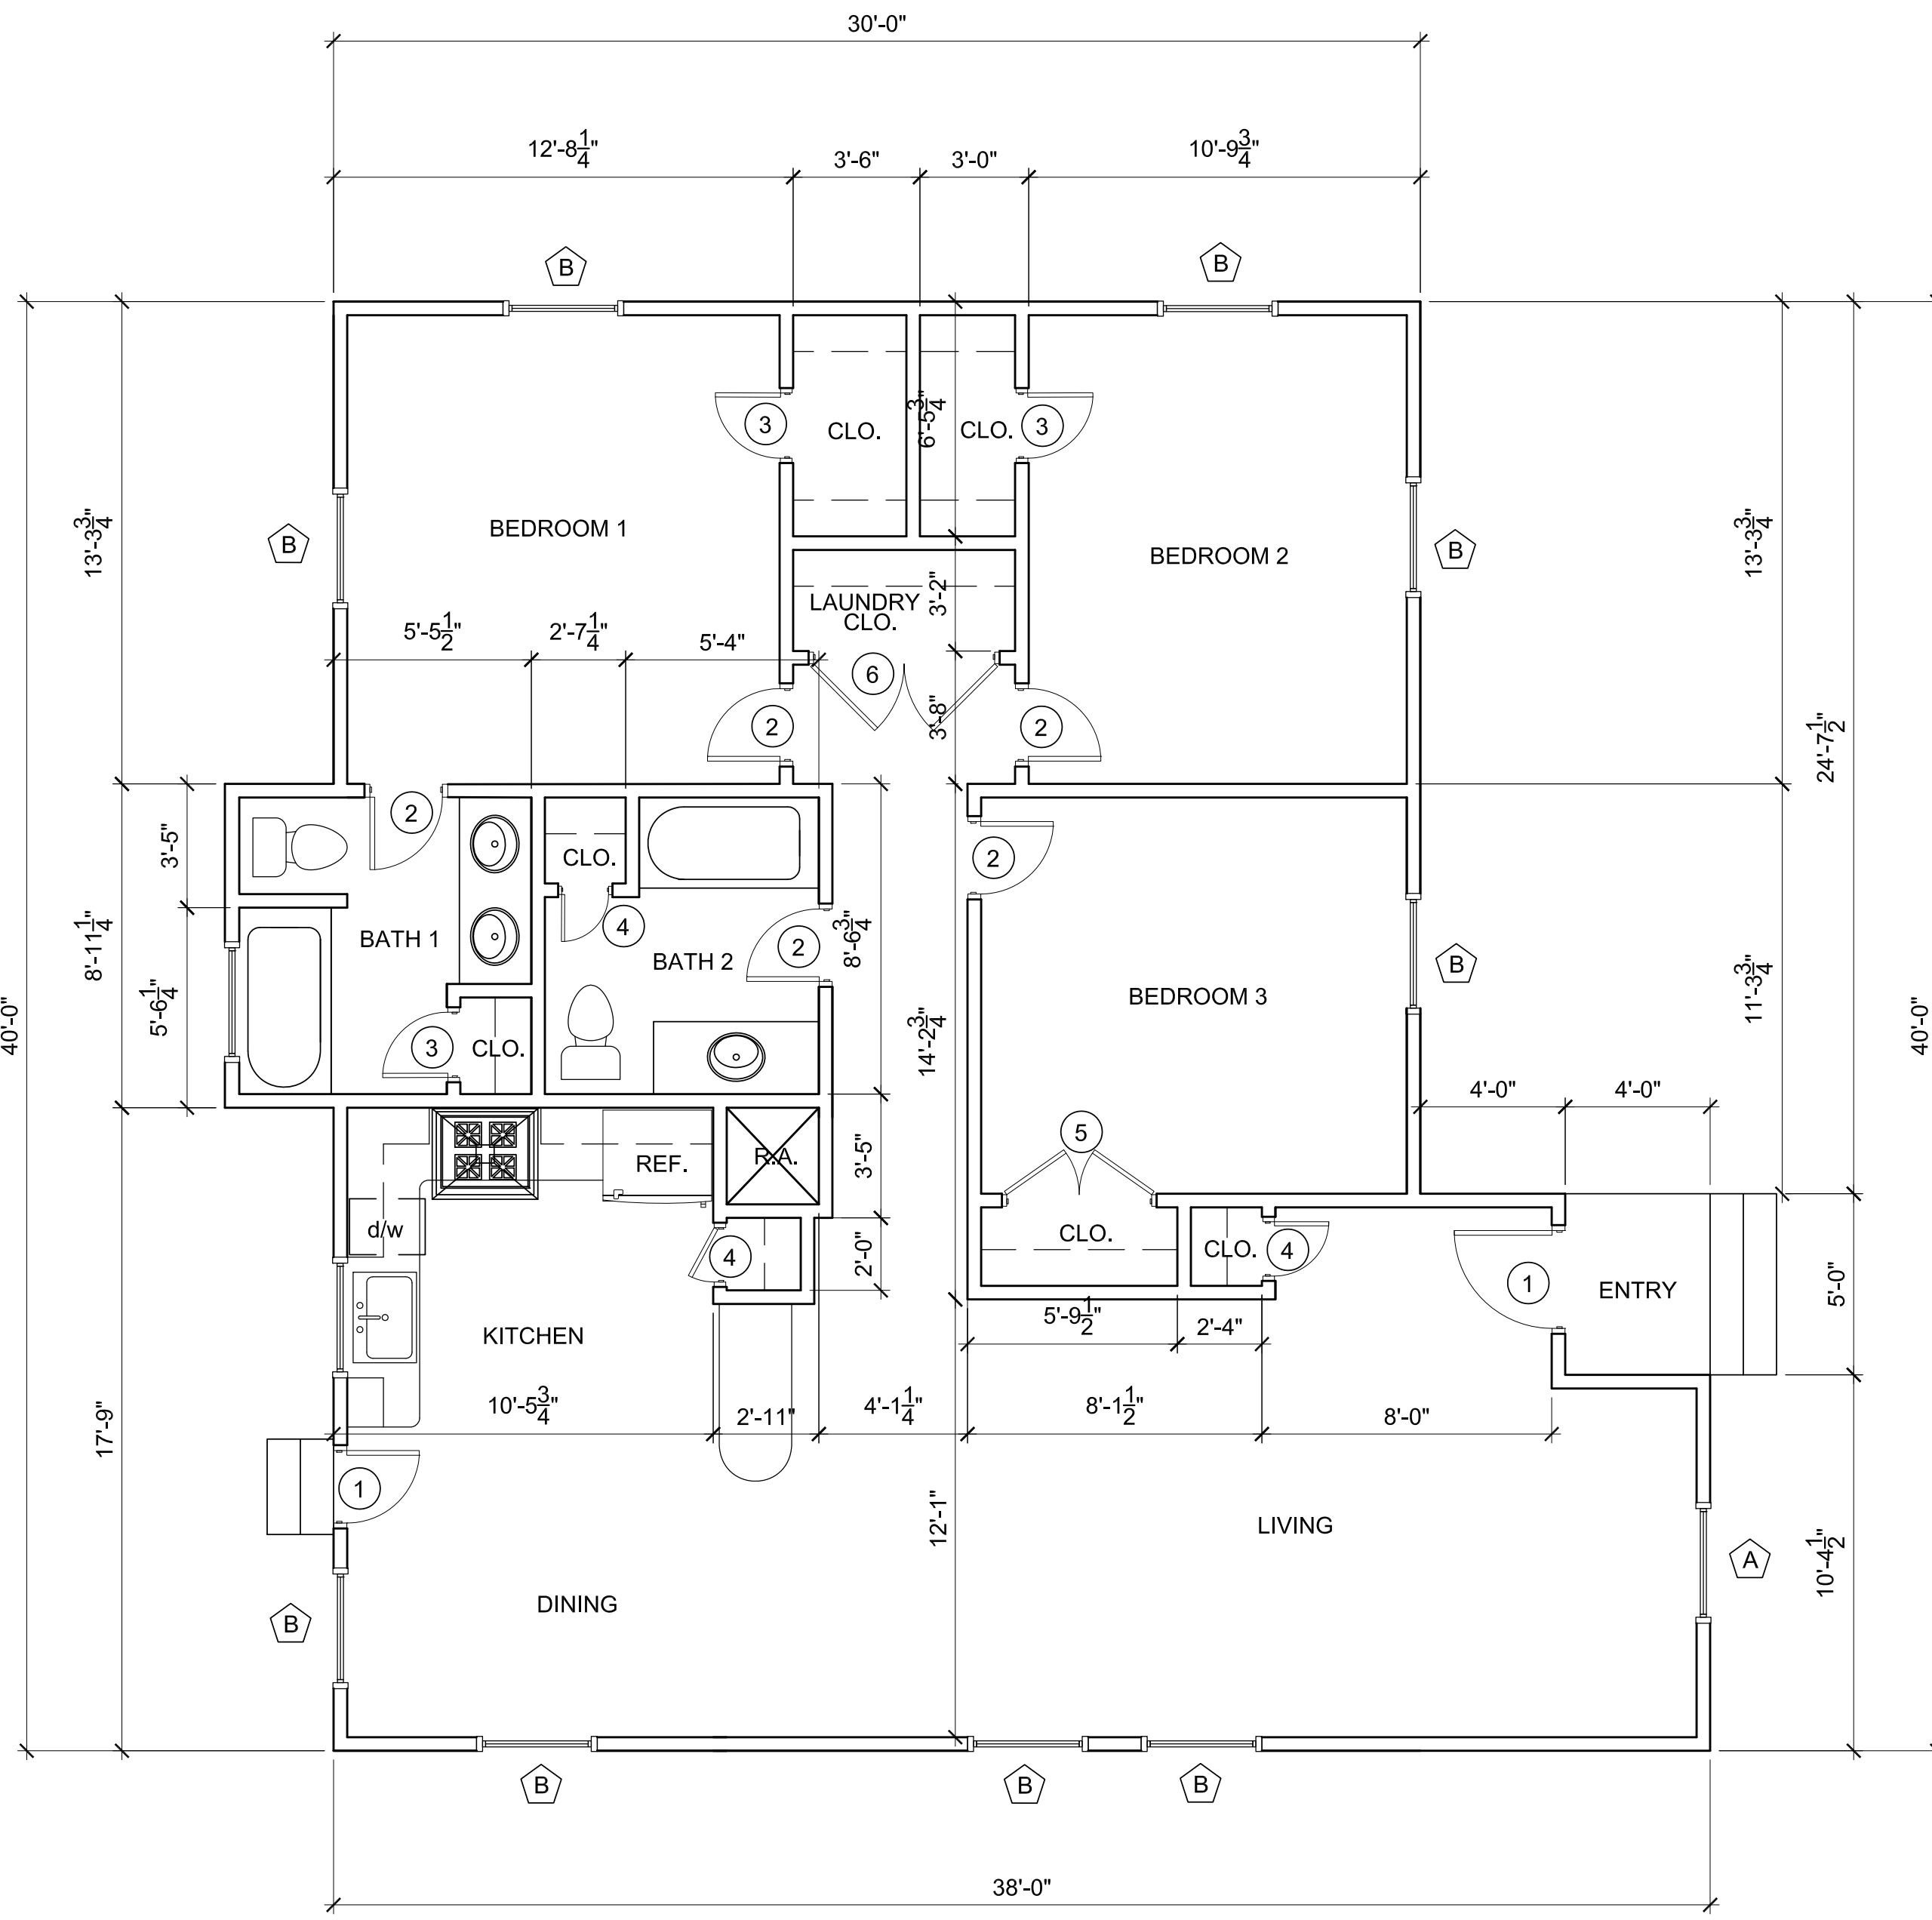 30'-0"
12'-8 1/4"
3'-6"
3'-0"
10'-9 3/4"
B
B
3
3
CLO.
CLO.
6'-5 3/4"
BEDROOM 1
BEDROOM 2
B
B
13'-3 3/4"
13'-3 3/4"
LAUNDRY
CLO.
3'-2"
5'-5 1/2"
2'-7 1/4"
5'-4"
6
3'-8"
2
2
24'-7 1/2"
2
3'-5"
CLO.
2
4
BATH 1
BATH 2
2
8'-6 3/4"
8'-11 1/4"
B
11'-3 3/4"
BEDROOM 3
5'-6 1/4"
40'-0"
40'-0"
3
CLO.
14'-2 3/4"
4'-0"
4'-0"
5
REF.
R.A.
3'-5"
d/w
4
2'-0"
CLO.
CLO.
4
1
ENTRY
5'-0"
KITCHEN
5'-9 1/2"
2'-4"
10'-5 3/4"
2'-11"
4'-1 1/4"
8'-1 1/2"
8'-0"
17'-9"
1
12'-1"
LIVING
A
10'-4 1/2"
DINING
B
B
B
B
38'-0"